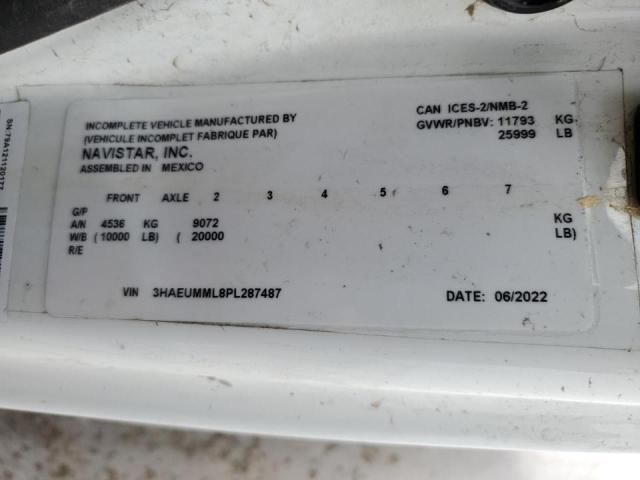 INCOMPLETE VEHICLE MANUFACTURED BY
(VEHICULE INCOMPLET FABRIQUE PAR)
NAVISTAR, INC.
ASSEMBLED IN MEXICO
CAN ICES-2/NMB-2
GVWR/PNBV: 11793 KG
25999 LB
FRONT AXLE 2 3 4 5 6 7
G/P
A/N 4536 KG 9072 KG
W/B ( 10000 LB) ( 20000 LB)
R/E
VIN 3HAEUMML8PL287487
DATE: 06/2022
SN:79A121120177